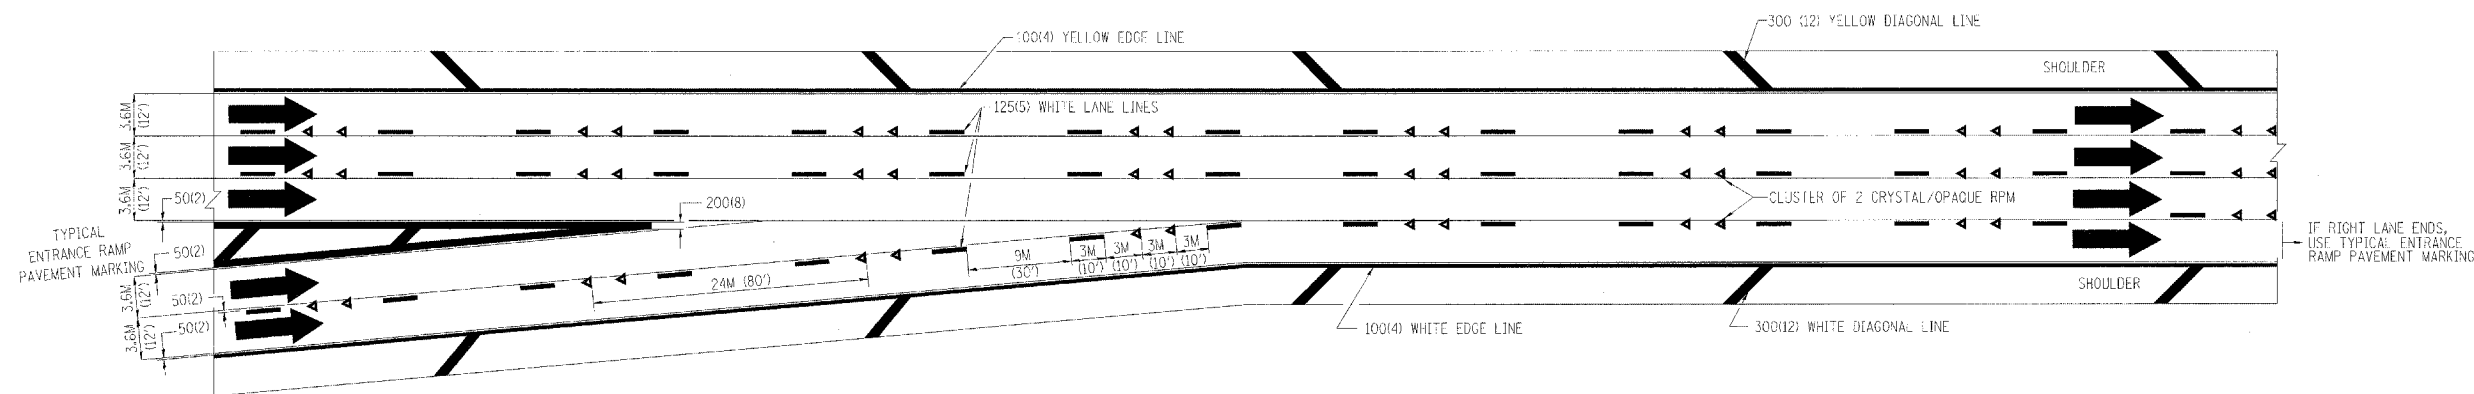 300 (12) YELLOW DIAGONAL LINE
100(4) YELLOW EDGE LINE
SHOULDER
125(5) WHITE LANE LINES
3.6M
(12')
3.6M
(12')
3.6M
(12')
50(2)
200(8)
CLUSTER OF 2 CRYSTAL/OPAQUE RPM
TYPICAL
ENTRANCE RAMP
PAVEMENT MARKING
50(2)
IF RIGHT LANE ENDS,
USE TYPICAL ENTRANCE
RAMP PAVEMENT MARKING
9M
(30')
3M
(10')
3M
(10')
3M
(10')
3M
(10')
24M (80')
3.6M
(12')
50(2)
3.6M
(12')
50(2)
SHOULDER
100(4) WHITE EDGE LINE
300(12) WHITE DIAGONAL LINE